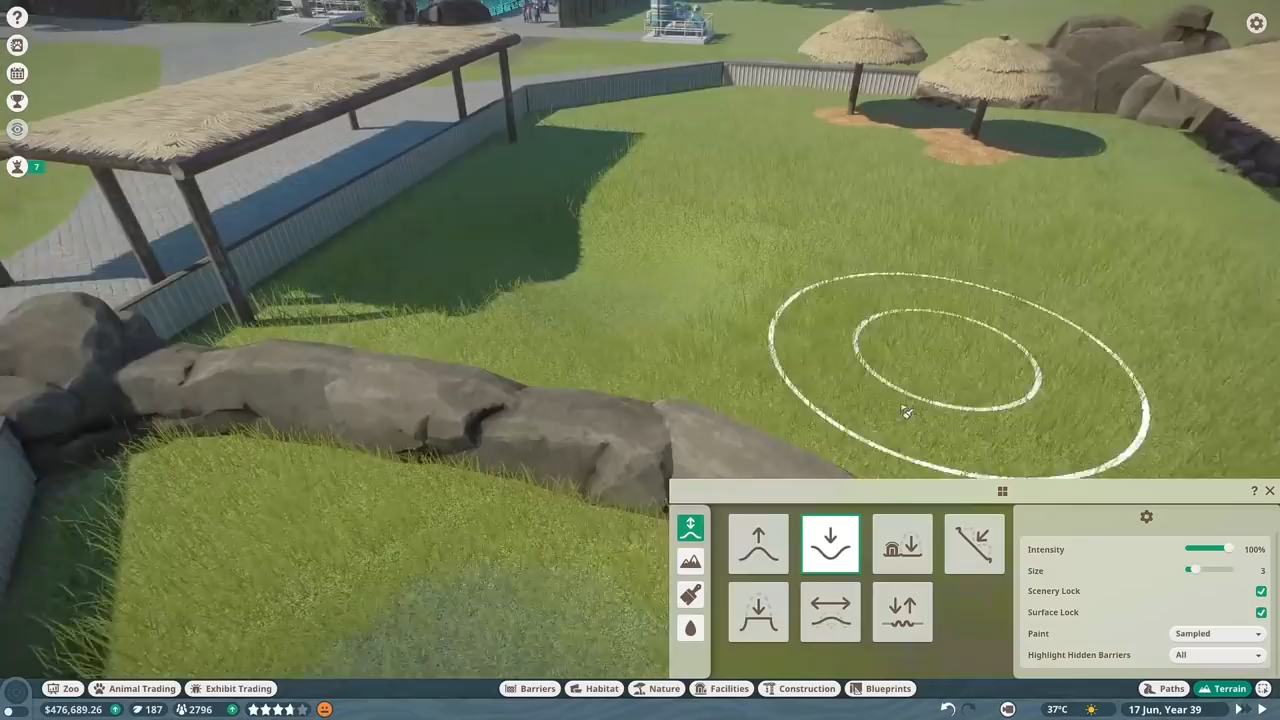 ?
7
? ×
Intensity 100%
Size 3
Scenery Lock
Surface Lock
Paint Sampled
Highlight Hidden Barriers All
Zoo Animal Trading Exhibit Trading Barriers Habitat Nature Facilities Construction Blueprints Paths Terrain
$476,689.26 187 2796 37°C 17 Jun, Year 39